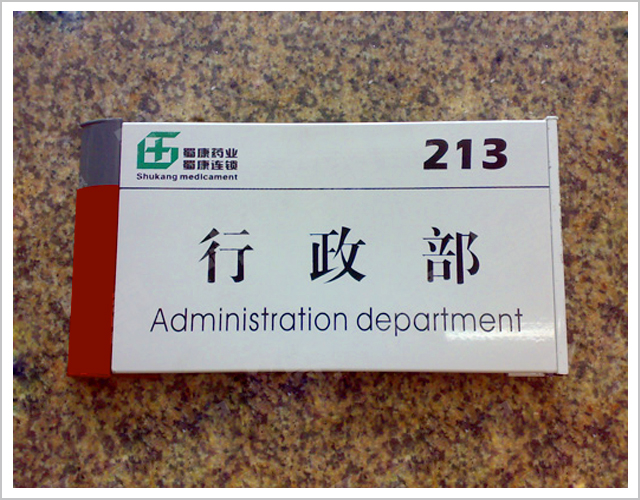 蜀康药业
蜀康连锁
Shukang medicament
213
行政部
Administration department